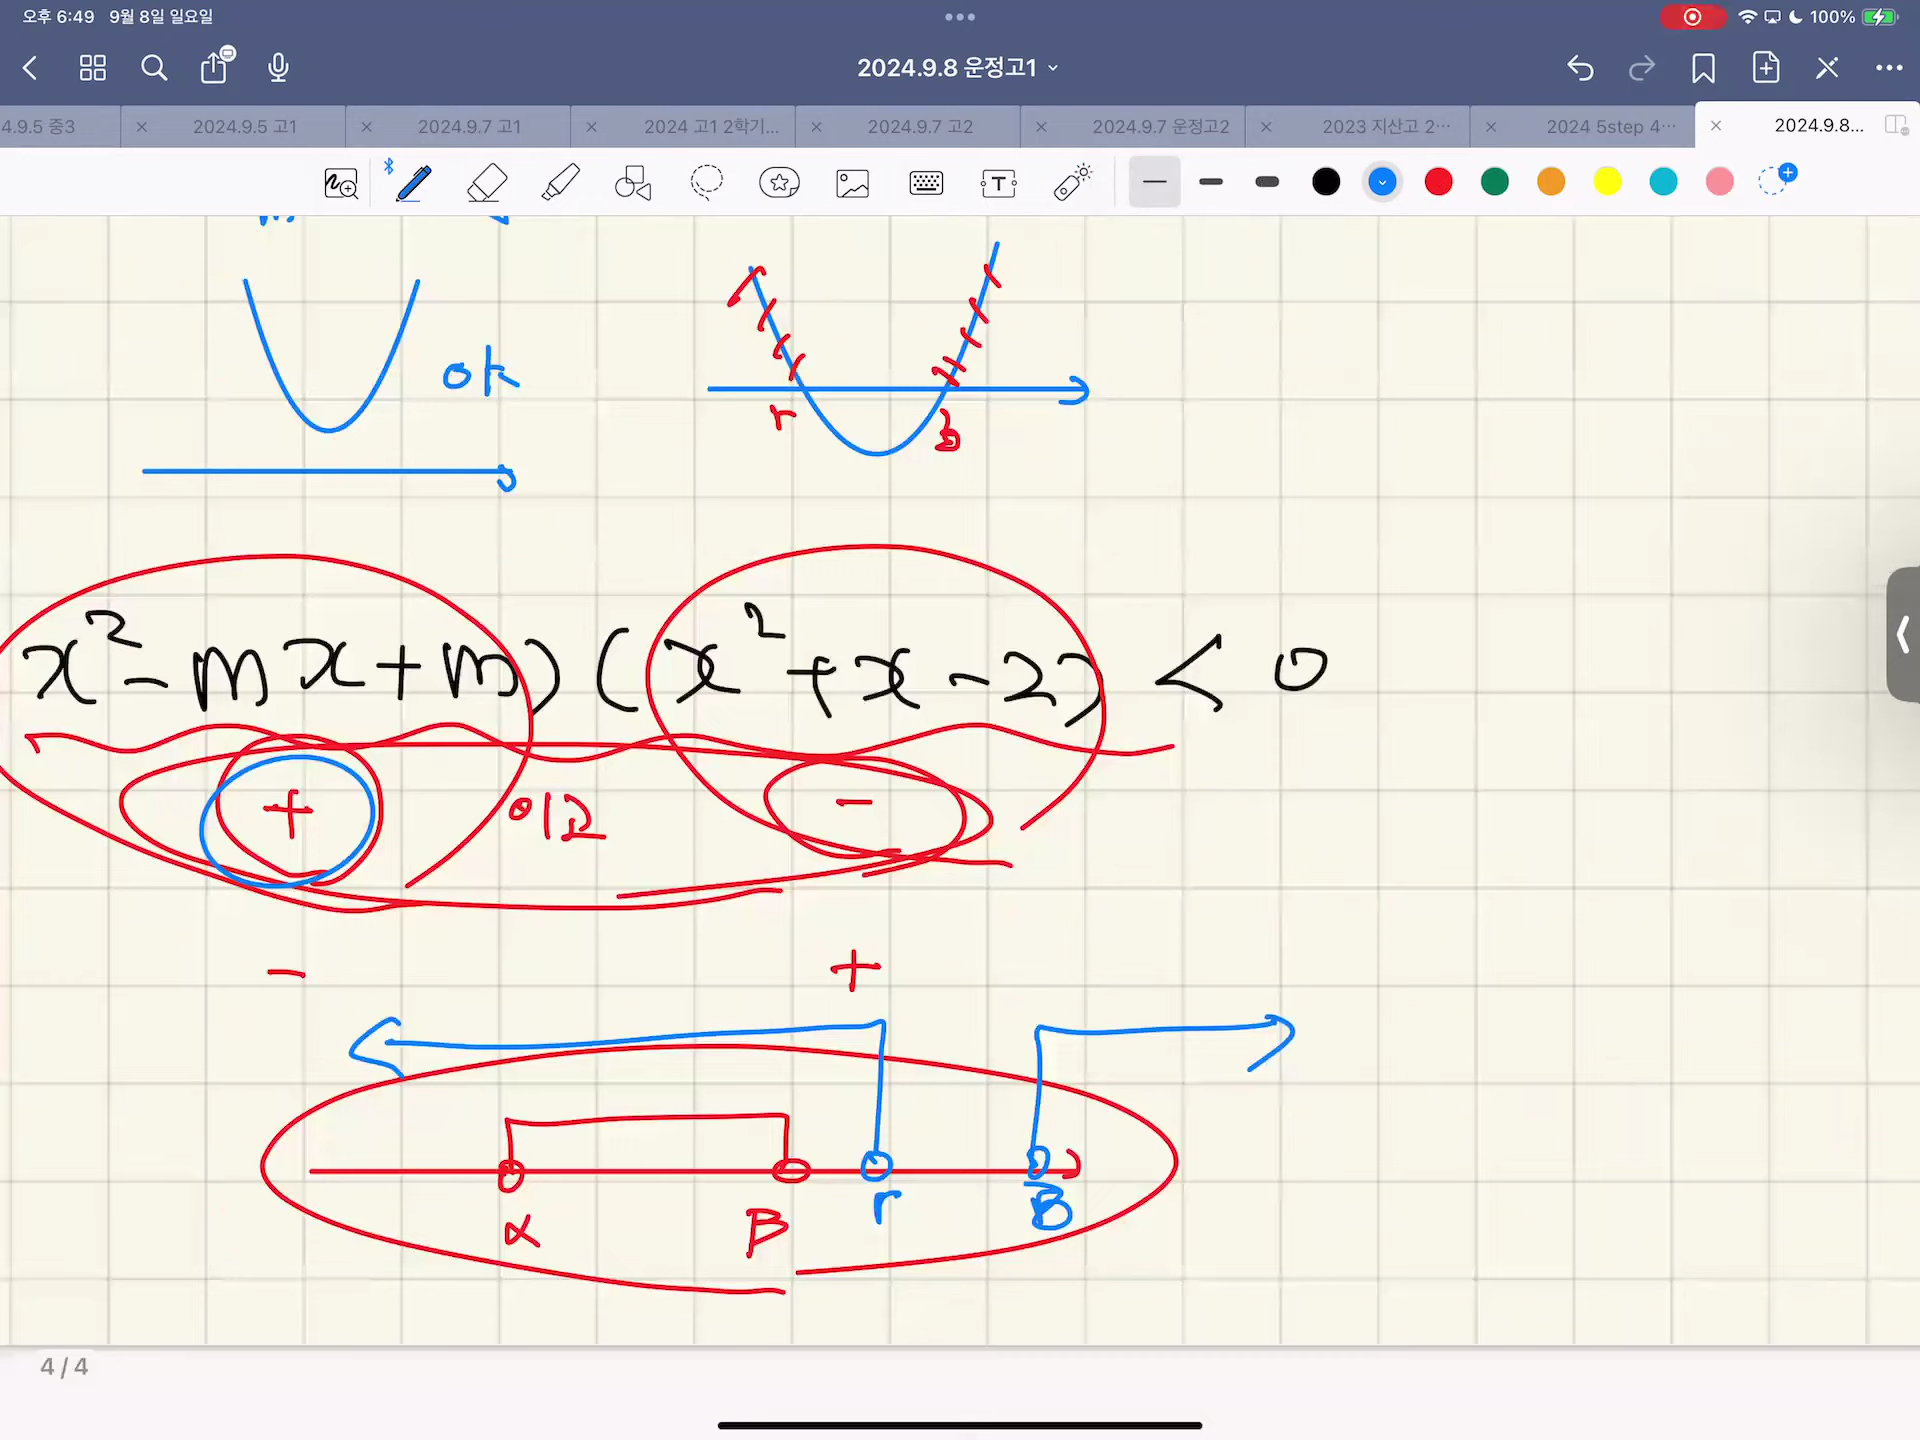 오후 6:49 9월 8일 일요일
100%
2024.9.8 운정고1
4.9.5 중3
2024.9.5 고1
2024.9.7 고1
2024 고1 2학기...
2024.9.7 고2
2024.9.7 운정고2
2023 지산고 2...
2024 5step 4...
2024.9.8...
T
ok
r
x²-mx+m) (x²+x-2) < 0
+ 이고 -
- +
α β r
4 / 4